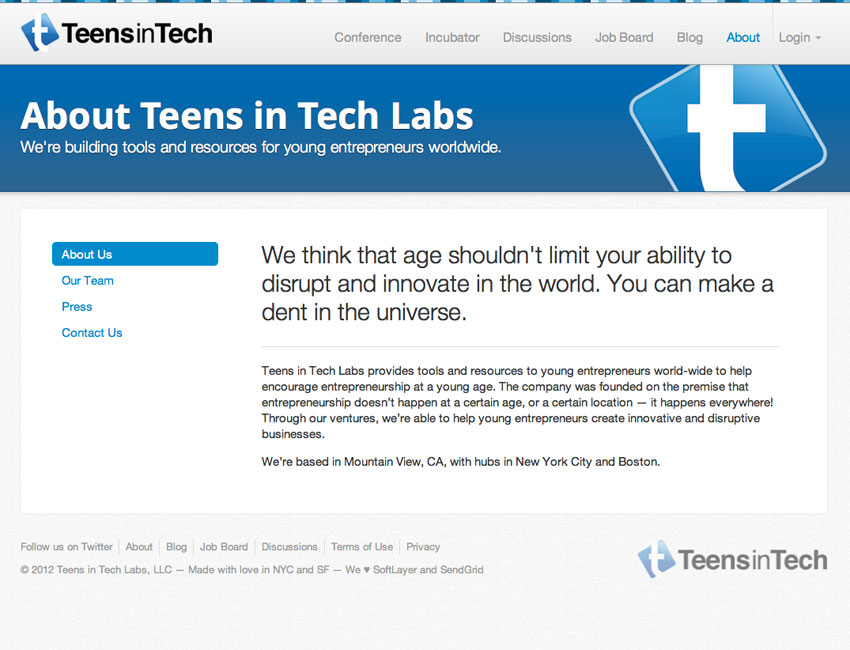 TeensinTech
Conference Incubator Discussions Job Board Blog About Login
About Teens in Tech Labs
We're building tools and resources for young entrepreneurs worldwide.
About Us
Our Team
Press
Contact Us
We think that age shouldn't limit your ability to
disrupt and innovate in the world. You can make a
dent in the universe.
Teens in Tech Labs provides tools and resources to young entrepreneurs world-wide to help
encourage entrepreneurship at a young age. The company was founded on the premise that
entrepreneurship doesn't happen at a certain age, or a certain location — it happens everywhere!
Through our ventures, we're able to help young entrepreneurs create innovative and disruptive
businesses.
We're based in Mountain View, CA, with hubs in New York City and Boston.
Follow us on Twitter About Blog Job Board Discussions Terms of Use Privacy
© 2012 Teens in Tech Labs, LLC — Made with love in NYC and SF — We ♥ SoftLayer and SendGrid
TeensinTech